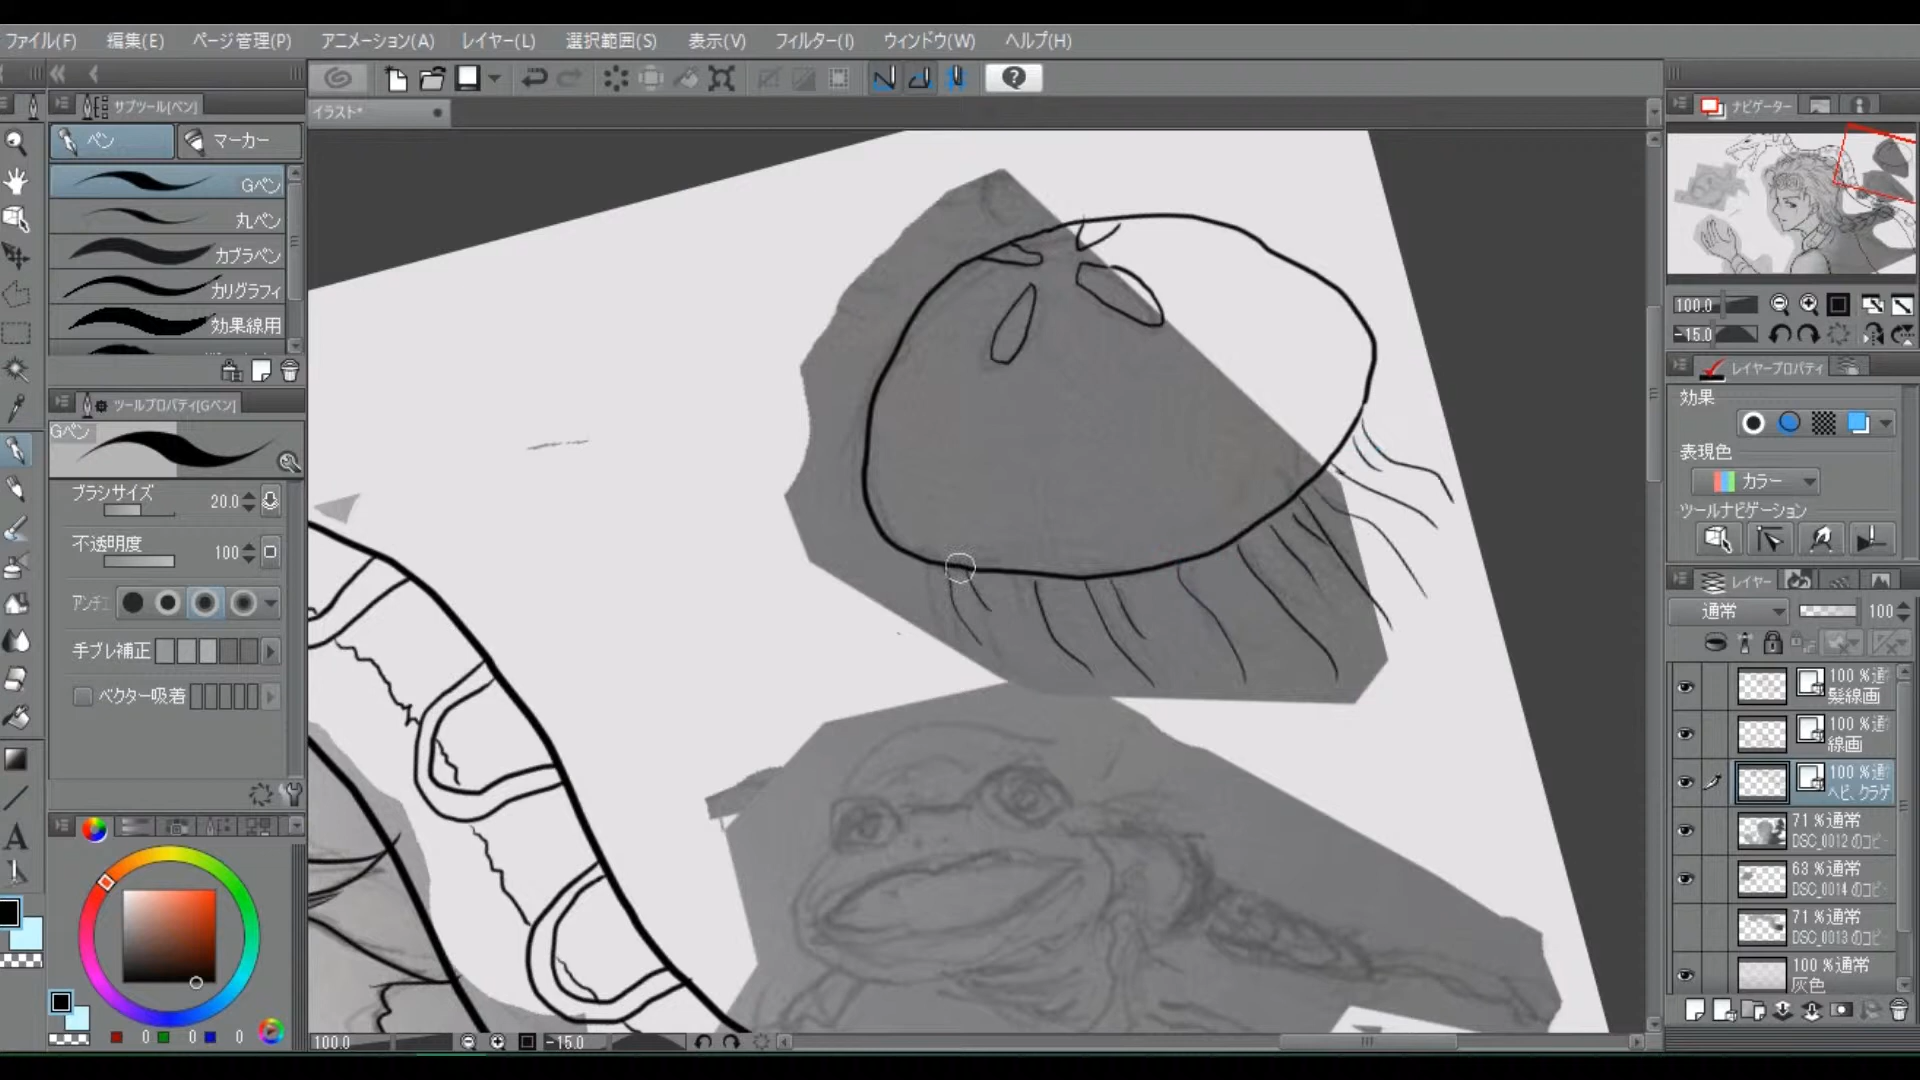 ファイル(F) 編集(E) ページ管理(P) アニメーション(A) レイヤー(L) 選択範囲(S) 表示(V) フィルター(I) ウィンドウ(W) ヘルプ(H)
サブツール[ペン]
イラスト*
ナビゲーター
ペン マーカー
Gペン
丸ペン
カブラペン
カリグラフィ
効果線用
100.0
-15.0
ツールプロパティ[Gペン]
Gペン
ブラシサイズ 20.0
不透明度 100
アンチエ
手ブレ補正
ベクター吸着
レイヤープロパティ
効果
表現色
カラー
ツールナビゲーション
レイヤー
通常 100
100 %通
髪線画
100 %通
線画
100 %通
ヘビ、クラゲ
71 %通常
DSC_0012 のコピ
63 %通常
DSC_0014 のコピ
71 %通常
DSC_0013 のコピ
100 %通常
灰色
0 0 0
100.0 -15.0